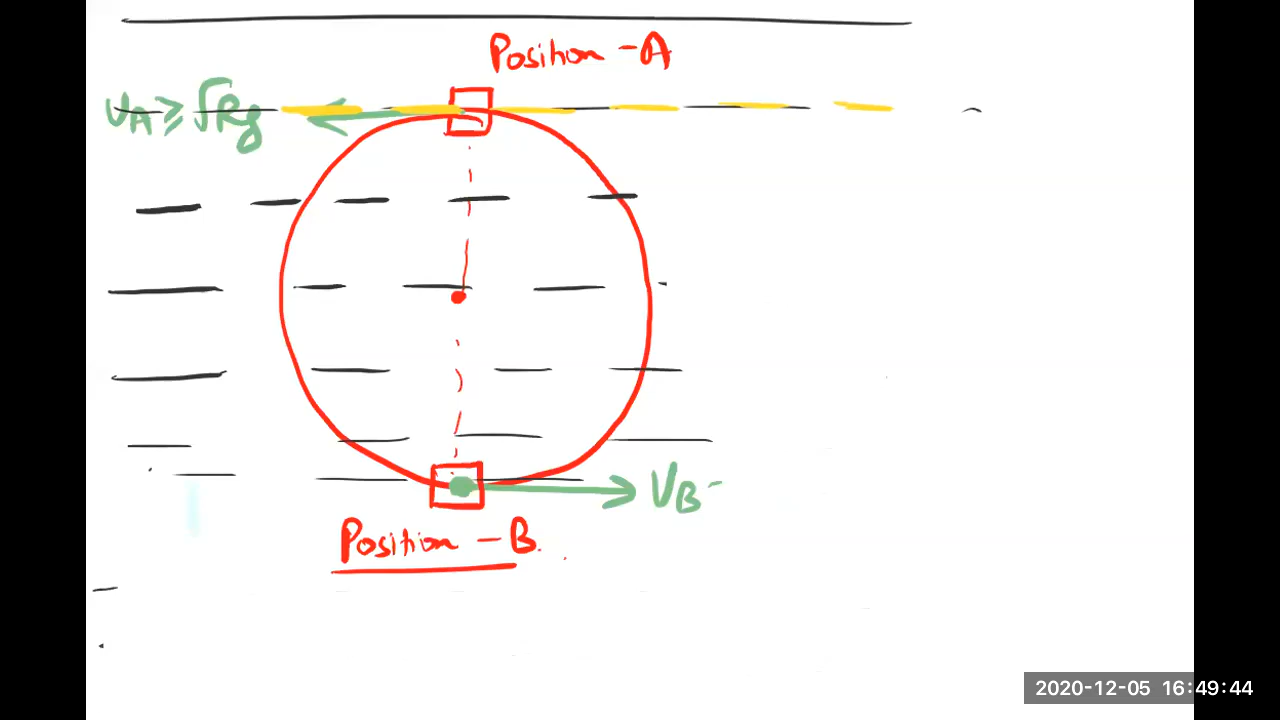 Position - A
VA ≥ √Rg
VB -
Position - B.
2020-12-05 16:49:44